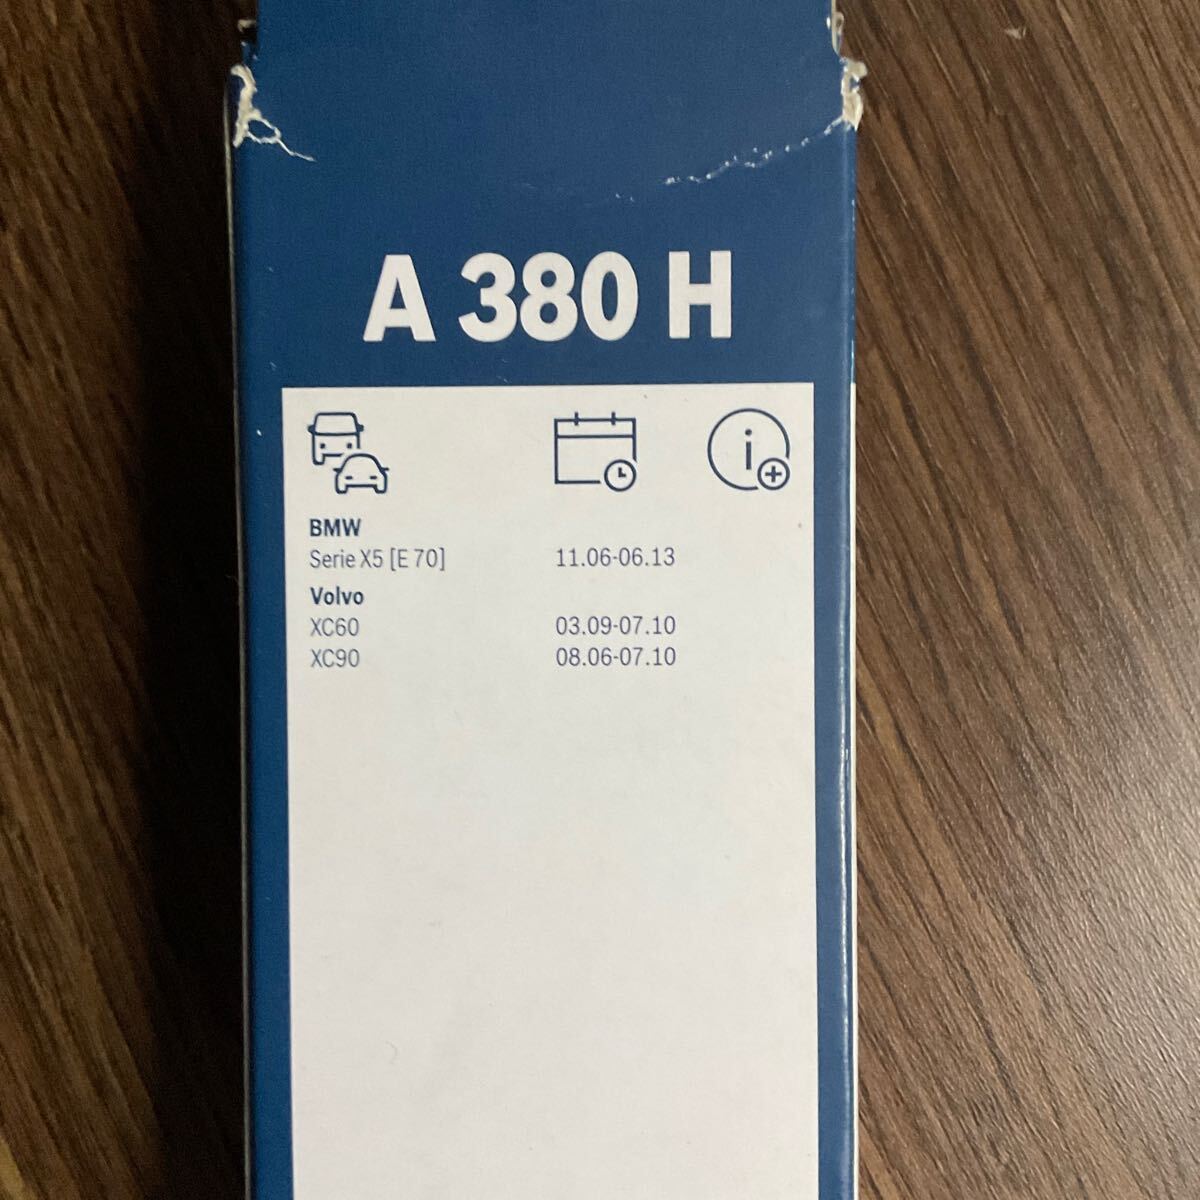 A 380 H
BMW
Serie X5 [E 70] 11.06-06.13
Volvo
XC60 03.09-07.10
XC90 08.06-07.10